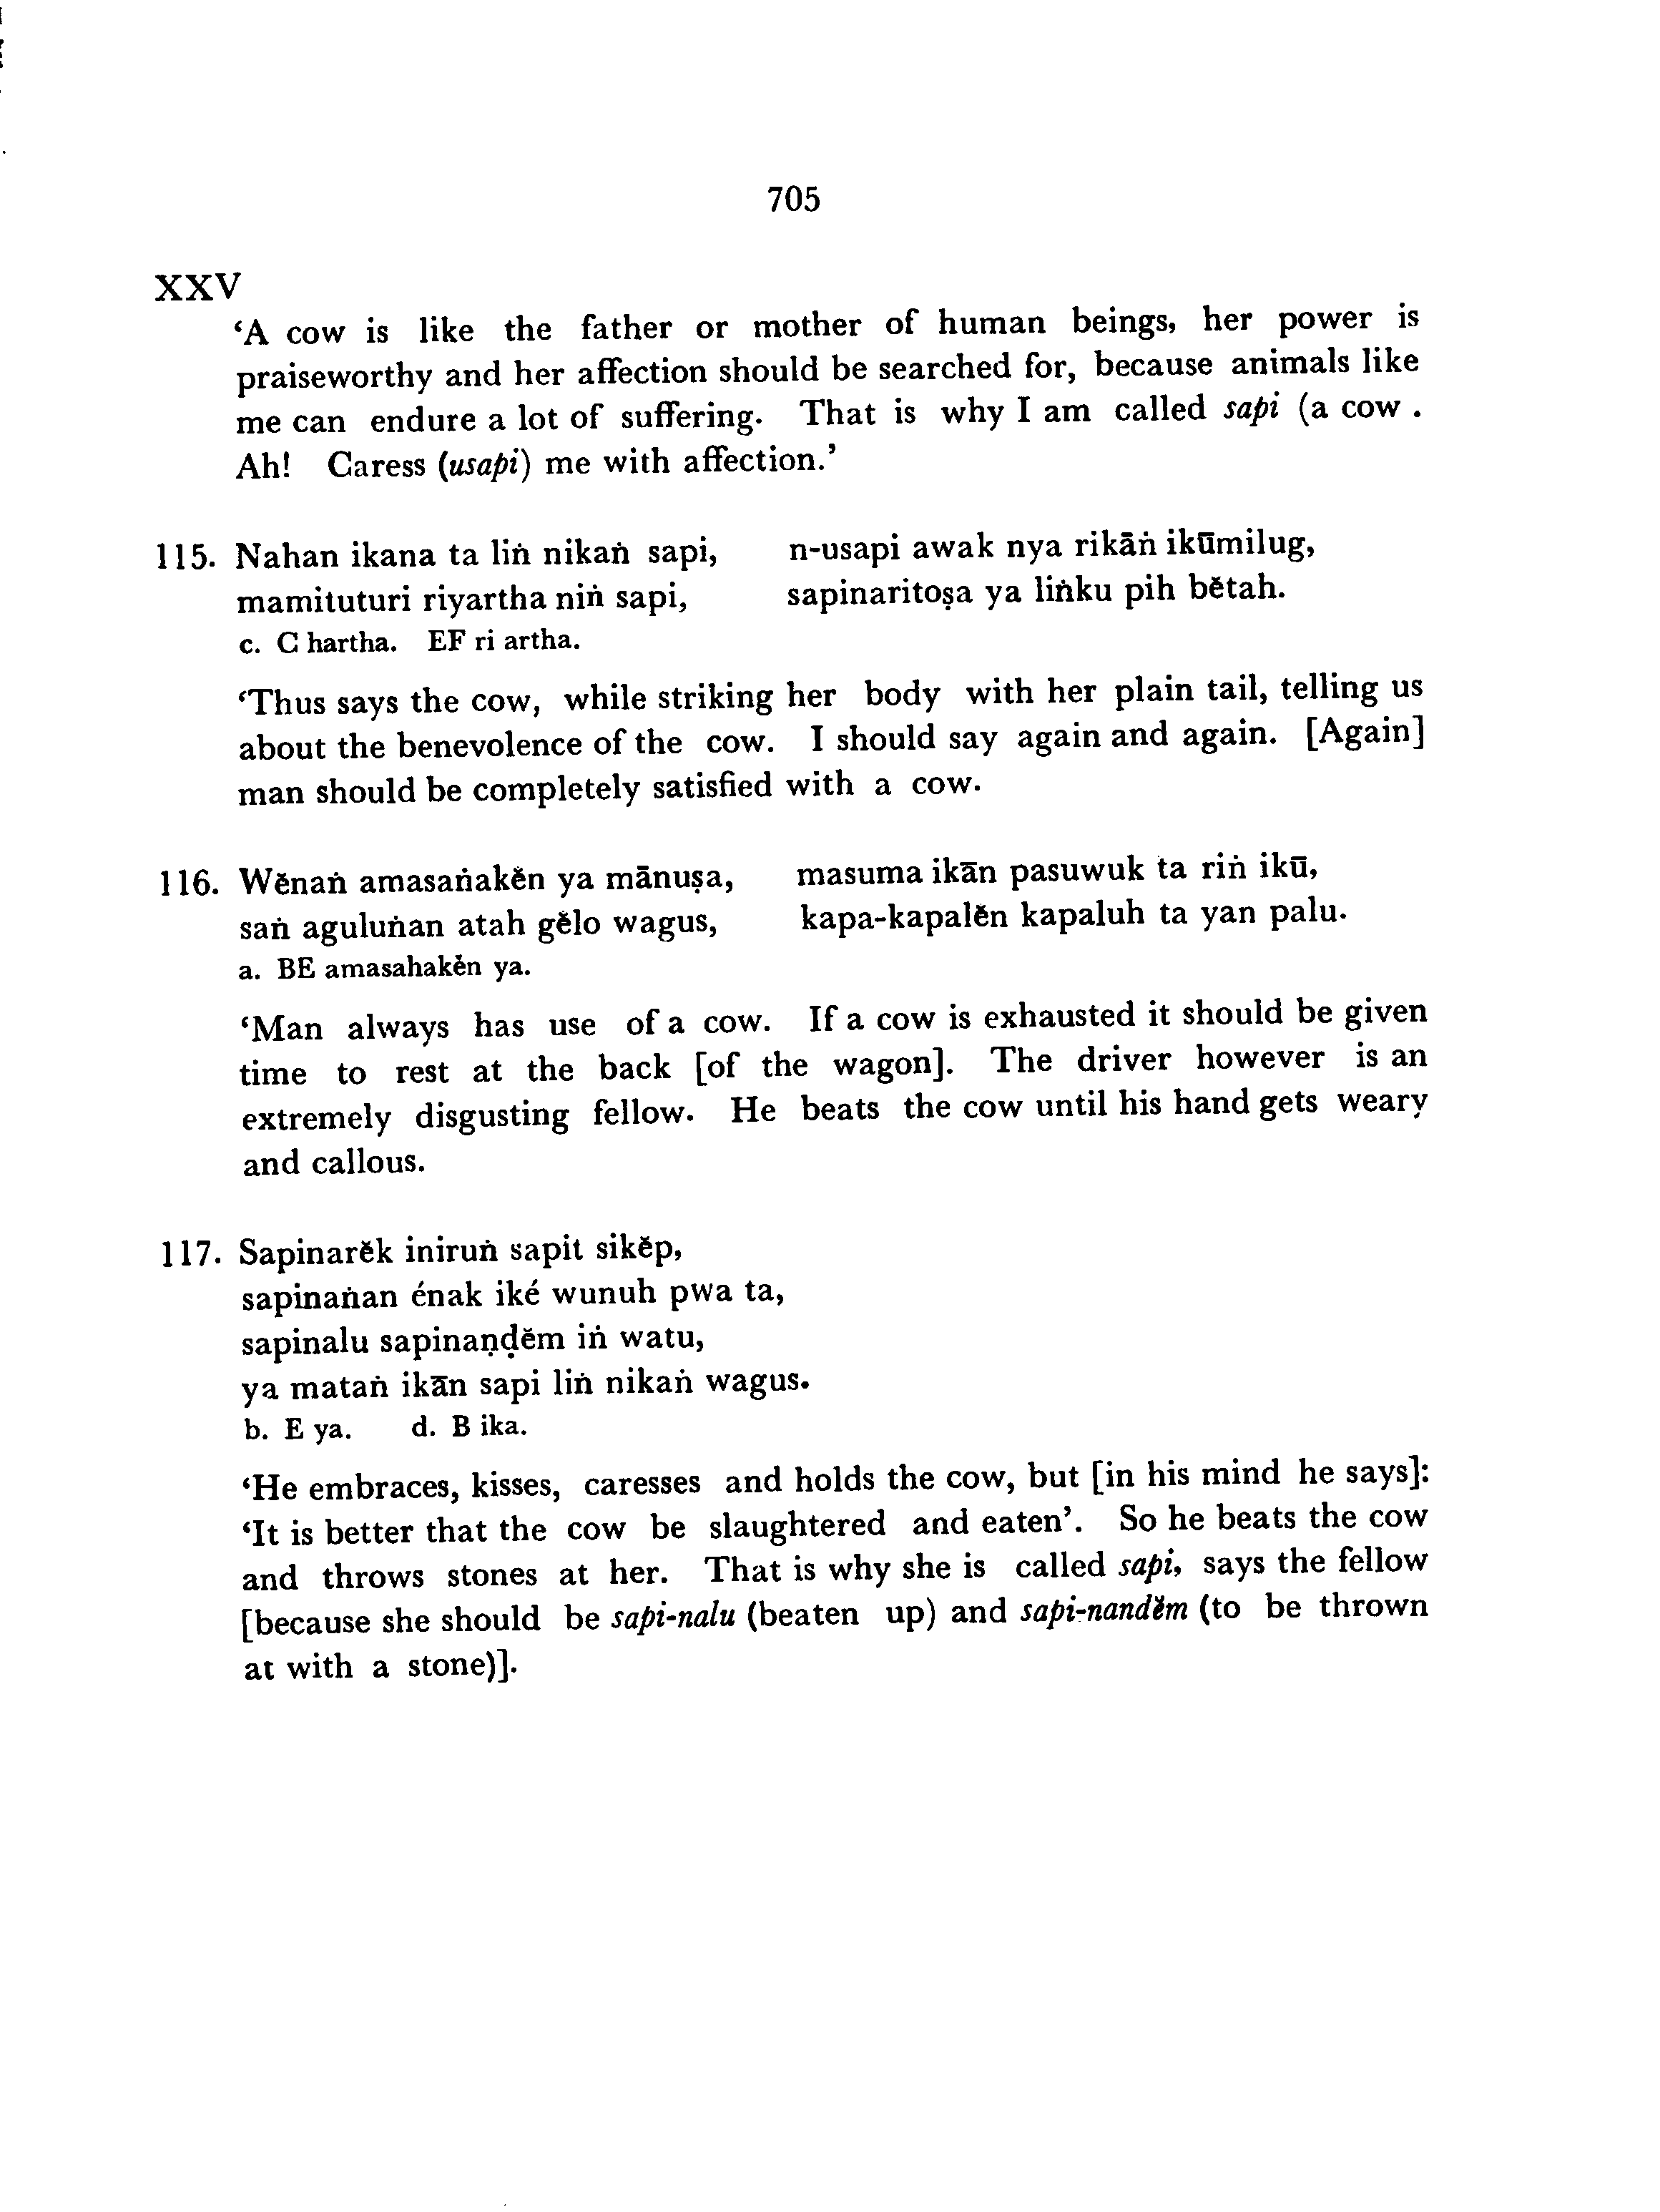 705
XXV
‘A cow is like the father or mother of human beings, her power is
praiseworthy and her affection should be searched for, because animals like
me can endure a lot of suffering. That is why I am called sapi (a cow .
Ah! Caress (usapi) me with affection.’
115. Nahan ikana ta liṅ nikaṅ sapi, n-usapi awak nya rikāṅ ikūmilug,
mamituturi riyartha niṅ sapi, sapinaritoṣa ya liṅku pih bĕtah.
c. C hartha. EF ri artha.
‘Thus says the cow, while striking her body with her plain tail, telling us
about the benevolence of the cow. I should say again and again. [Again]
man should be completely satisfied with a cow.
116. Wĕnaṅ amasaṅakĕn ya mānuṣa, masuma ikān pasuwuk ta riṅ ikū,
saṅ aguluṅan atah gĕlo wagus, kapa-kapalĕn kapaluh ta yan palu.
a. BE amasahakĕn ya.
‘Man always has use of a cow. If a cow is exhausted it should be given
time to rest at the back [of the wagon]. The driver however is an
extremely disgusting fellow. He beats the cow until his hand gets weary
and callous.
117. Sapinarĕk iniruṅ sapit sikĕp,
sapinaṅan énak iké wunuh pwa ta,
sapinalu sapinaṇḍĕm iṅ watu,
ya mataṅ ikān sapi liṅ nikaṅ wagus.
b. E ya. d. B ika.
‘He embraces, kisses, caresses and holds the cow, but [in his mind he says]:
‘It is better that the cow be slaughtered and eaten’. So he beats the cow
and throws stones at her. That is why she is called sapi, says the fellow
[because she should be sapi-nalu (beaten up) and sapi-nandĕm (to be thrown
at with a stone)].